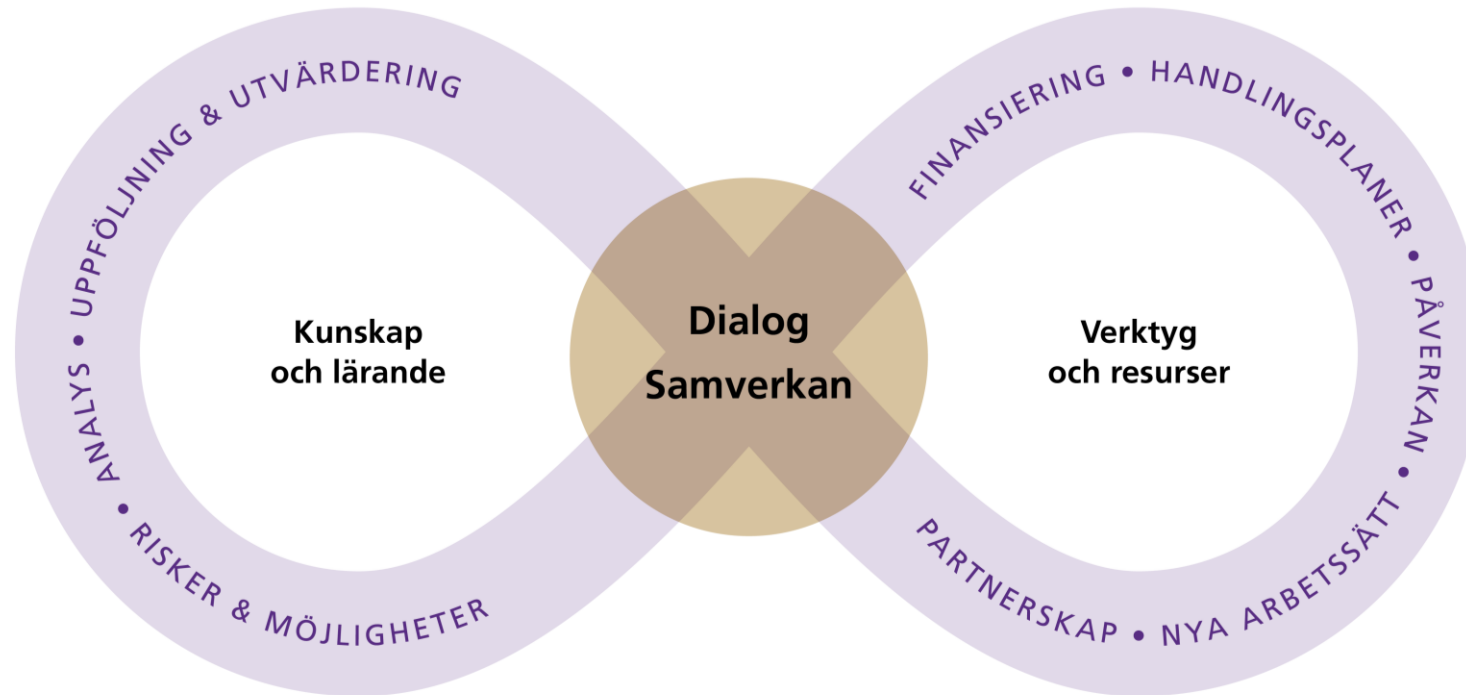 UPPFÖLJNING & UTVÄRDERING
• ANALYS •
RISKER & MÖJLIGHETER
Kunskap
och lärande
Dialog
Samverkan
FINANSIERING • HANDLINGSPLANER • PÅVERKAN •
Verktyg
och resurser
PARTNERSKAP • NYA ARBETSSÄTT